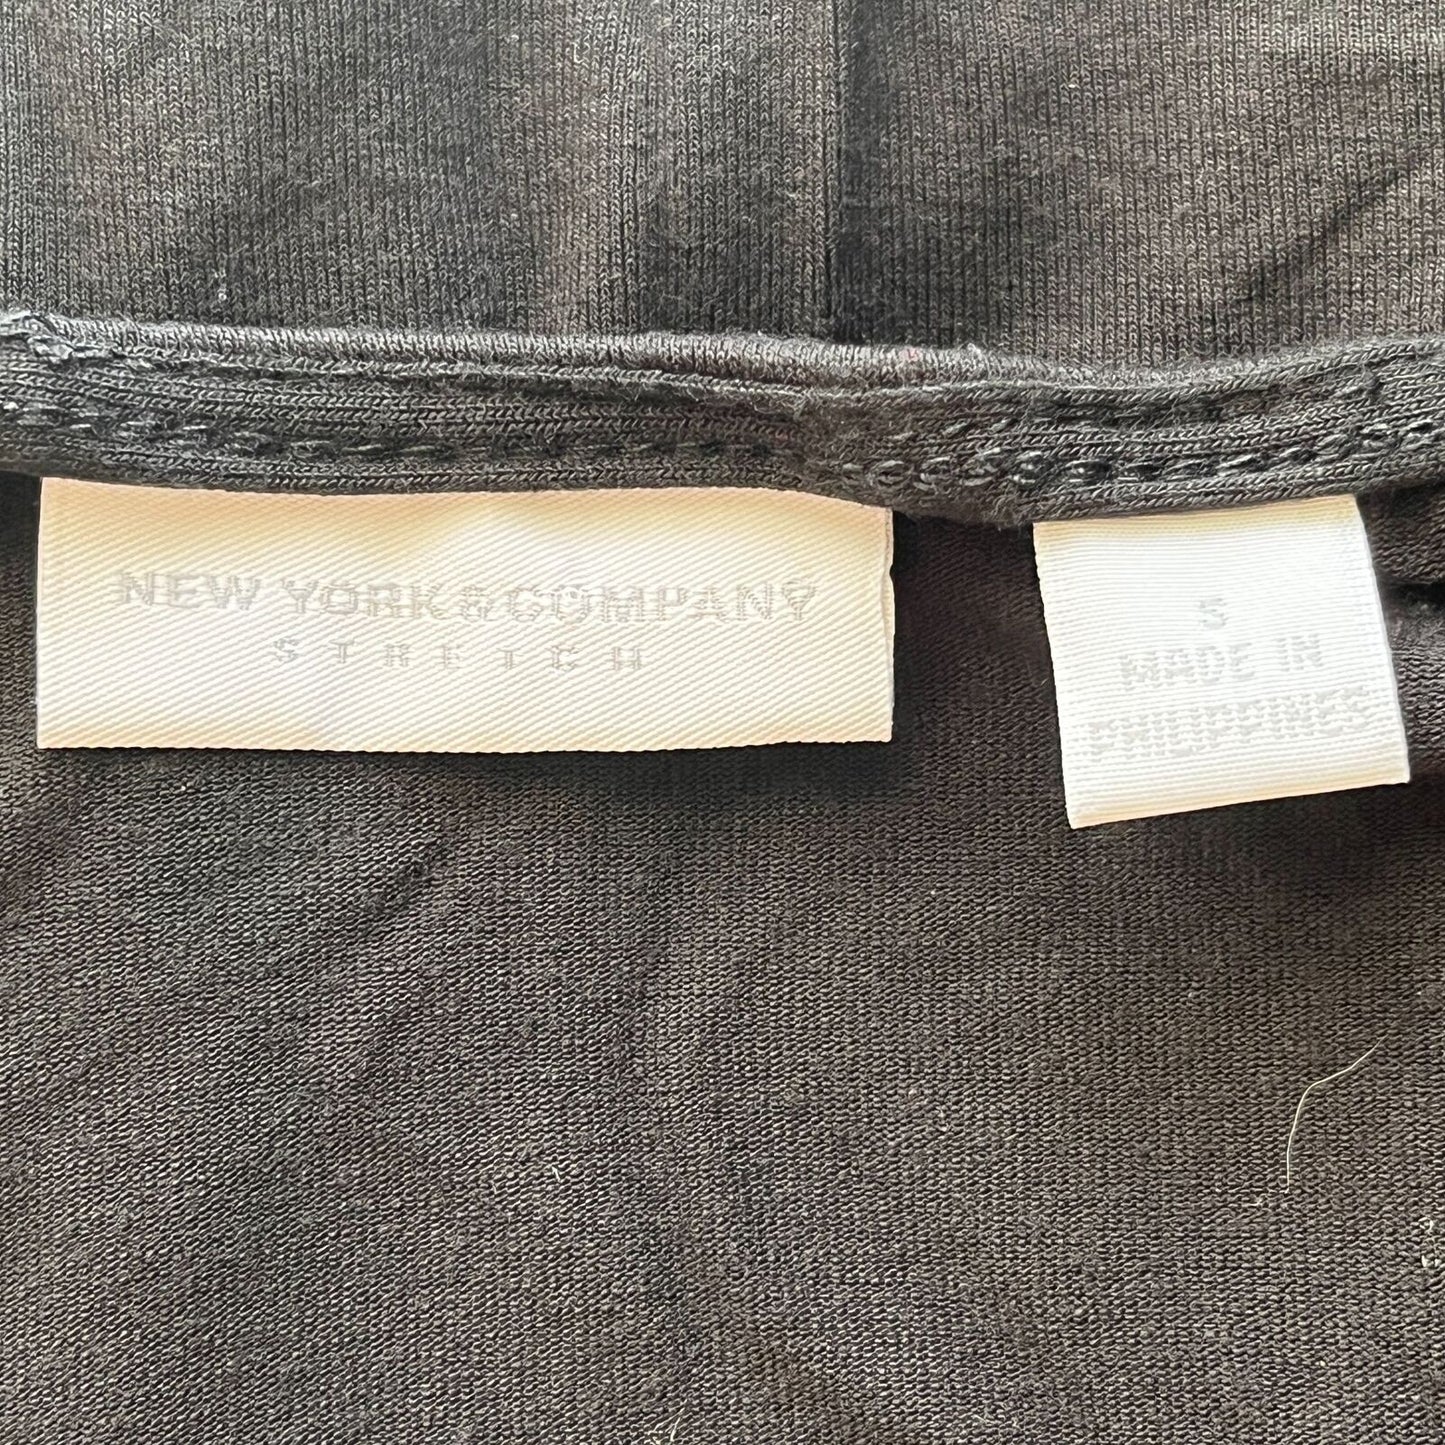 NEW YORK & COMPANY
STRETCH
S
MADE IN
PHILIPPINES